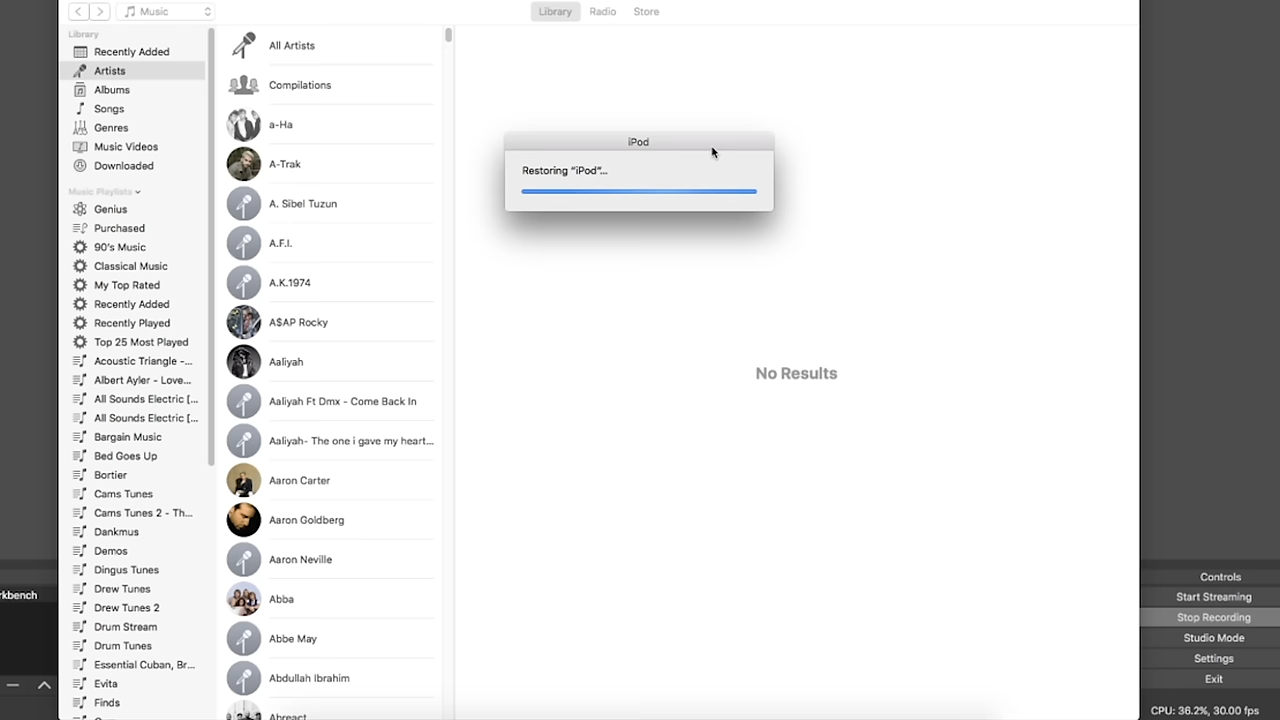 Music
Library
Radio
Store
Library
Recently Added
Artists
Albums
Songs
Genres
Music Videos
Downloaded
Music Playlists
Genius
Purchased
90's Music
Classical Music
My Top Rated
Recently Added
Recently Played
Top 25 Most Played
Acoustic Triangle -...
Albert Ayler - Love...
All Sounds Electric [...
All Sounds Electric [...
Bargain Music
Bed Goes Up
Bortier
Cams Tunes
Cams Tunes 2 - Th...
Dankmus
Demos
Dingus Tunes
Drew Tunes
Drew Tunes 2
Drum Stream
Drum Tunes
Essential Cuban, Br...
Evita
Finds
All Artists
Compilations
a-Ha
A-Trak
A. Sibel Tuzun
A.F.I.
A.K.1974
A$AP Rocky
Aaliyah
Aaliyah Ft Dmx - Come Back In
Aaliyah- The one i gave my heart...
Aaron Carter
Aaron Goldberg
Aaron Neville
Abba
Abbe May
Abdullah Ibrahim
Abreact
iPod
Restoring “iPod”...
No Results
rkbench
Controls
Start Streaming
Stop Recording
Studio Mode
Settings
Exit
CPU: 36.2%, 30.00 fps